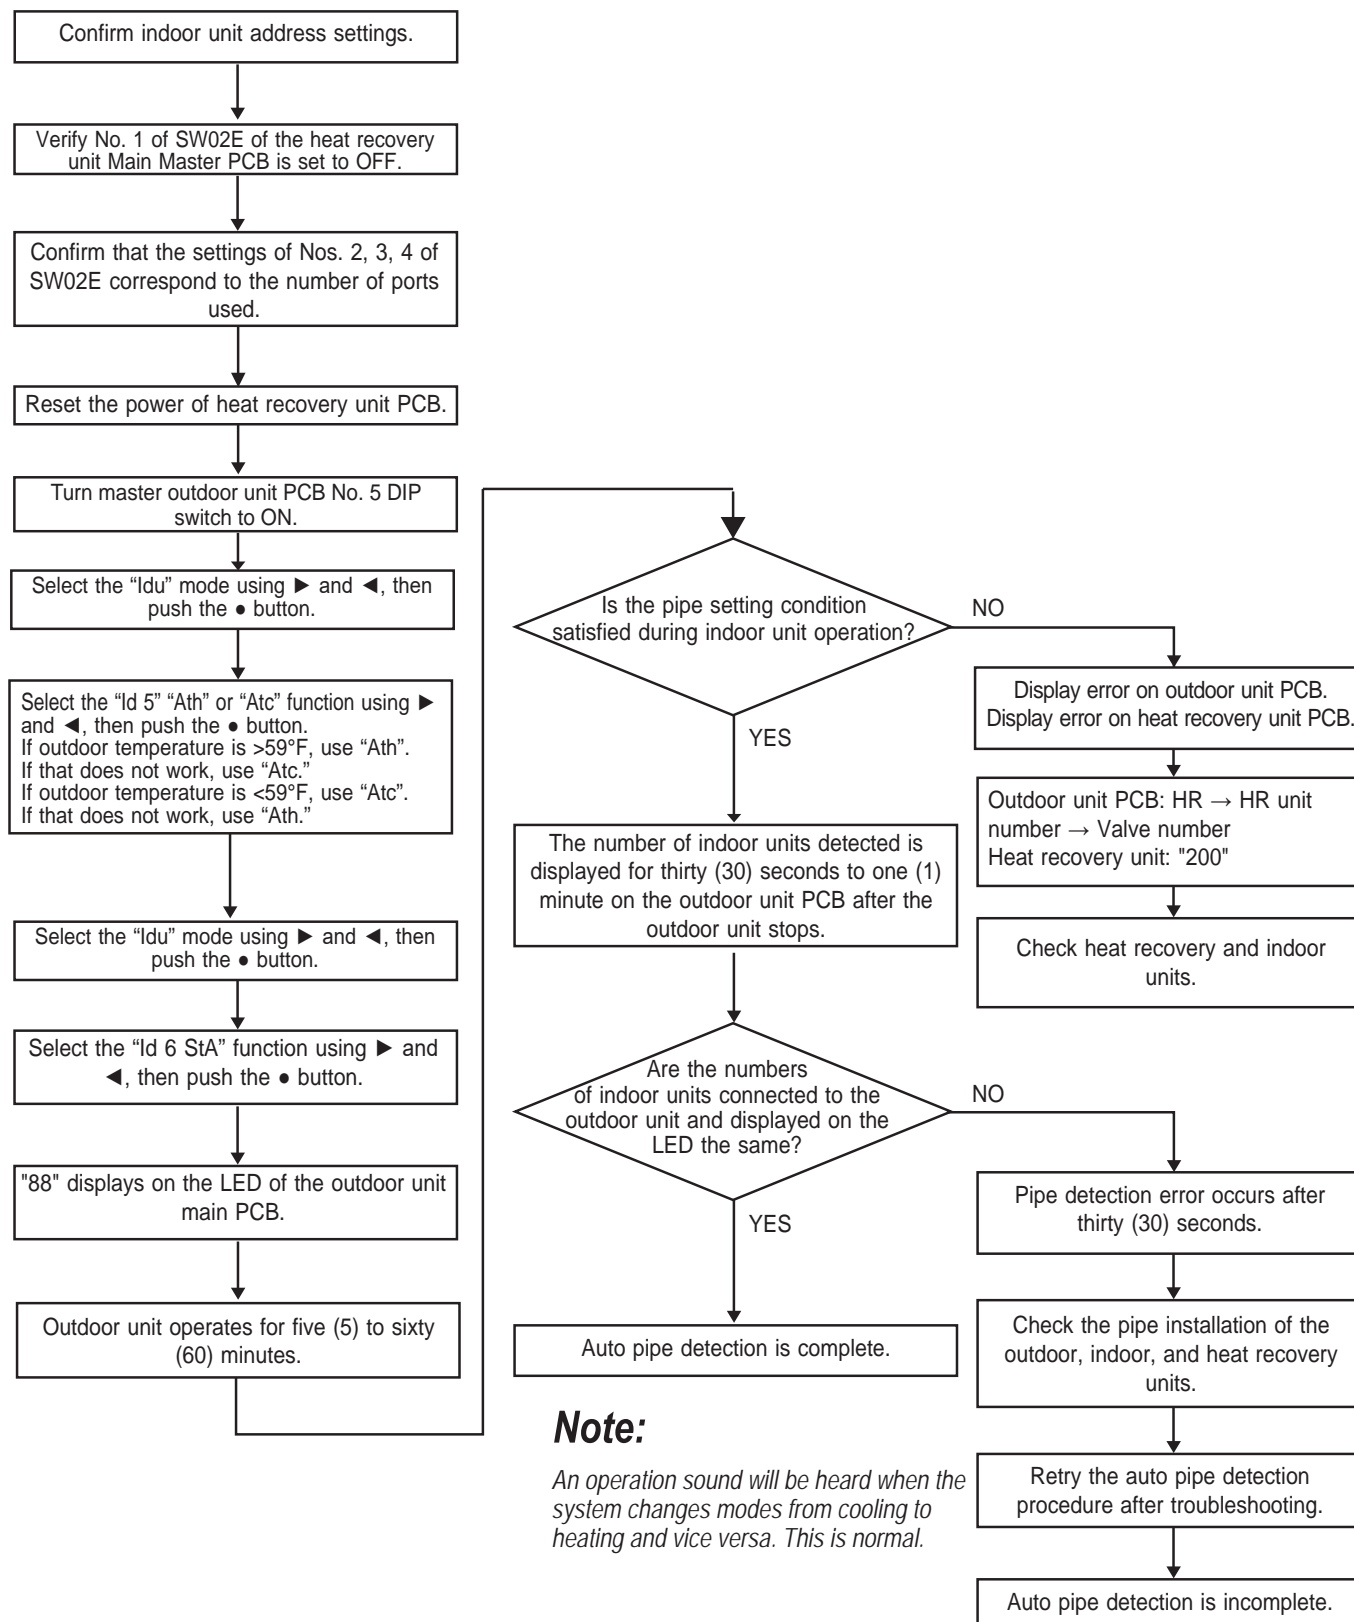 Confirm indoor unit address settings.
Verify No. 1 of SW02E of the heat recovery
unit Main Master PCB is set to OFF.
Confirm that the settings of Nos. 2, 3, 4 of
SW02E correspond to the number of ports
used.
Reset the power of heat recovery unit PCB.
Turn master outdoor unit PCB No. 5 DIP
switch to ON.
Select the “Idu” mode using ► and ◄, then
push the ● button.
Select the “Id 5” “Ath” or “Atc” function using ►
and ◄, then push the ● button.
If outdoor temperature is >59°F, use “Ath”.
If that does not work, use “Atc.”
If outdoor temperature is <59°F, use “Atc”.
If that does not work, use “Ath.”
Select the “Idu” mode using ► and ◄, then
push the ● button.
Select the “Id 6 StA” function using ► and
◄, then push the ● button.
"88" displays on the LED of the outdoor unit
main PCB.
Outdoor unit operates for five (5) to sixty
(60) minutes.
Is the pipe setting condition
satisfied during indoor unit operation?
NO
YES
Display error on outdoor unit PCB.
Display error on heat recovery unit PCB.
Outdoor unit PCB: HR → HR unit
number → Valve number
Heat recovery unit: "200"
Check heat recovery and indoor
units.
The number of indoor units detected is
displayed for thirty (30) seconds to one (1)
minute on the outdoor unit PCB after the
outdoor unit stops.
Are the numbers
of indoor units connected to the
outdoor unit and displayed on the
LED the same?
NO
YES
Pipe detection error occurs after
thirty (30) seconds.
Check the pipe installation of the
outdoor, indoor, and heat recovery
units.
Retry the auto pipe detection
procedure after troubleshooting.
Auto pipe detection is incomplete.
Auto pipe detection is complete.
Note:
An operation sound will be heard when the
system changes modes from cooling to
heating and vice versa. This is normal.